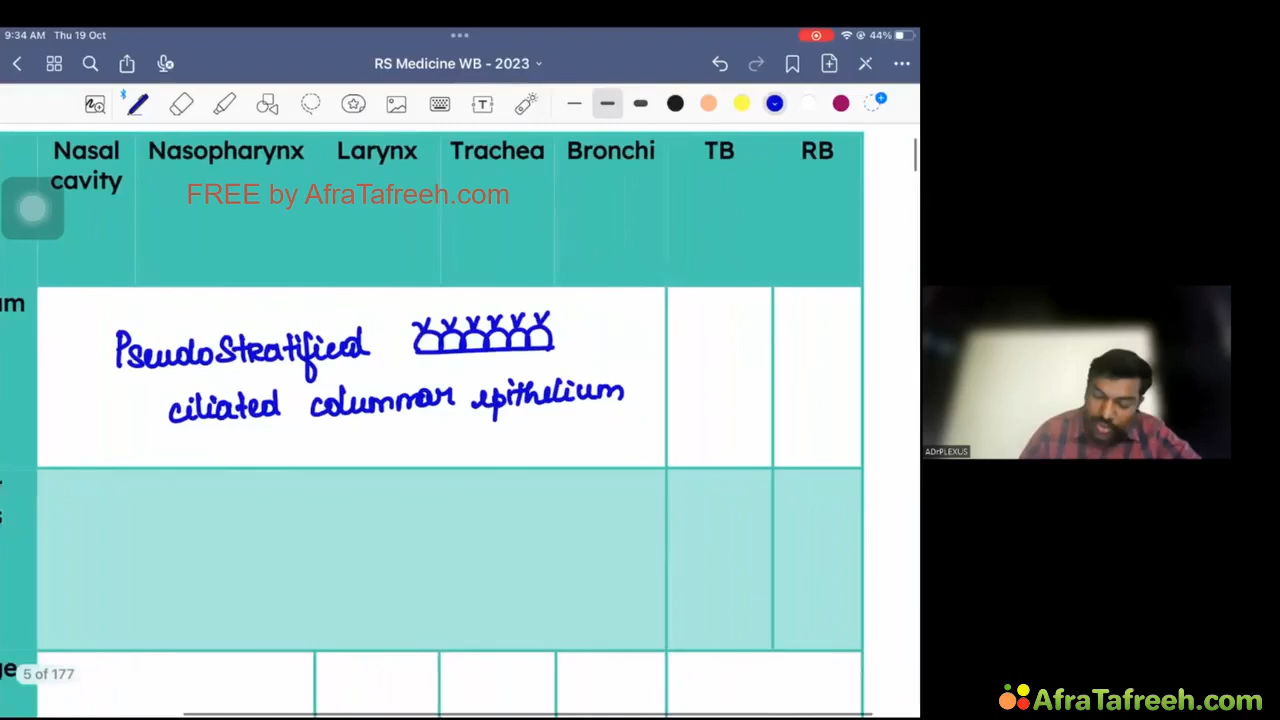 9:34 AM Thu 19 Oct
44%
RS Medicine WB - 2023
Nasal cavity
Nasopharynx
Larynx
Trachea
Bronchi
TB
RB
FREE by AfraTafreeh.com
Pseudostratified
ciliated columnar epithelium
5 of 177
ADrPLEXUS
AfraTafreeh.com